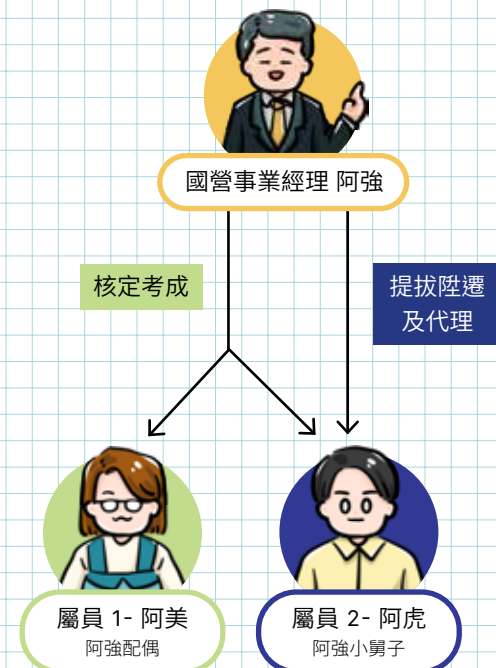 國營事業經理 阿強
核定考成
提拔陞遷
及代理
屬員 1- 阿美
阿強配偶
屬員 2- 阿虎
阿強小舅子